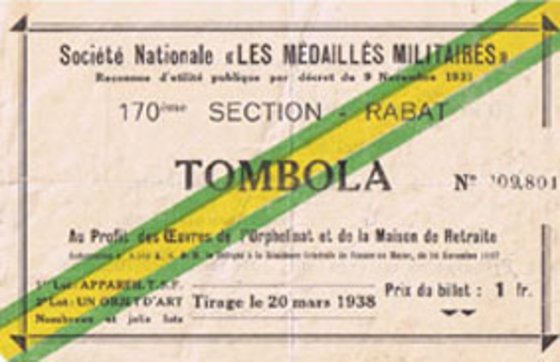 Société Nationale «LES MÉDAILLÉS MILITAIRES»
Reconnue d'utilité publique par décret du 9 Novembre 1931
170ème SECTION - RABAT
TOMBOLA
N° 109,801
Au Profit des Œuvres de l'Orphelinat et de la Maison de Retraite
1er Lot: APPAREIL T.S.F.
2e Lot: UN OBJET D'ART
Nombreux et jolis lots
Tirage le 20 mars 1938
Prix du billet : 1 fr.